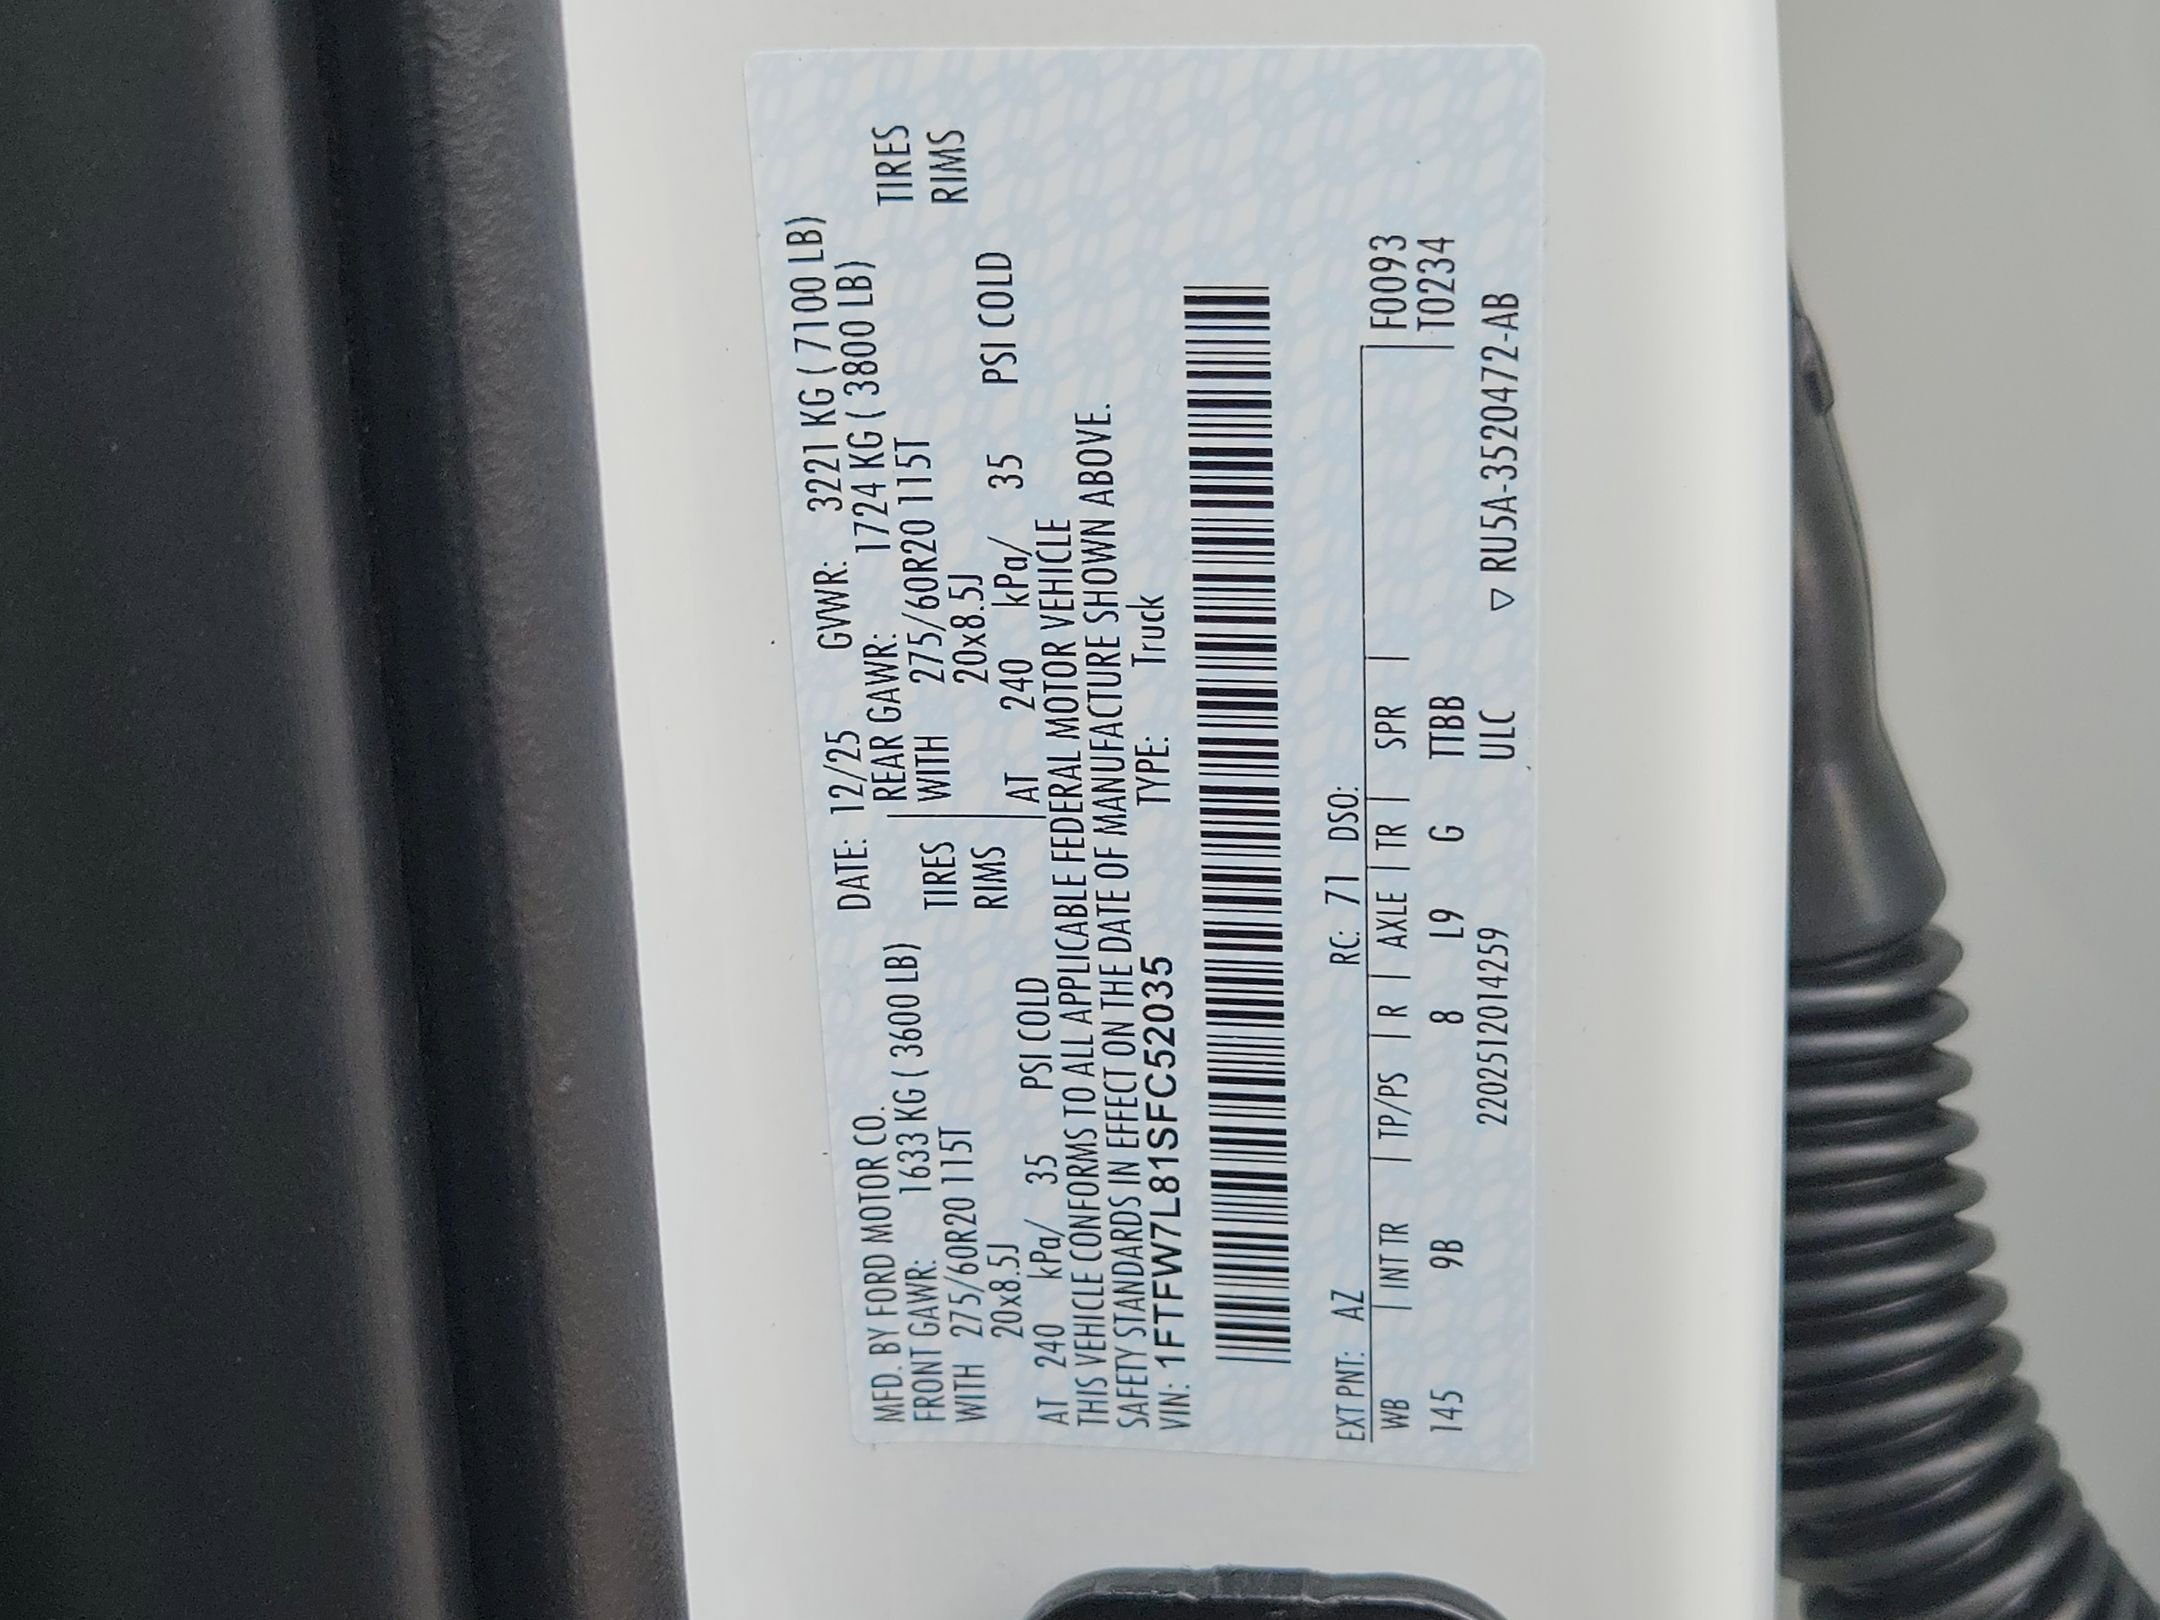 MFD. BY FORD MOTOR CO. DATE: 12/25 GVWR: 3221 KG ( 7100 LB)
FRONT GAWR: 1633 KG ( 3600 LB) REAR GAWR: 1724 KG ( 3800 LB)
WITH 275/60R20 115T TIRES WITH 275/60R20 115T TIRES
20x8.5J RIMS 20x8.5J RIMS
AT 240 kPa/ 35 PSI COLD AT 240 kPa/ 35 PSI COLD
THIS VEHICLE CONFORMS TO ALL APPLICABLE FEDERAL MOTOR VEHICLE
SAFETY STANDARDS IN EFFECT ON THE DATE OF MANUFACTURE SHOWN ABOVE.
VIN: 1FTFW7L81SFC52035 TYPE: Truck
EXT PNT: AZ RC: 71 DSO:
WB INT TR TP/PS R AXLE TR SPR F0093
145 9B 8 L9 G TTBB T0234
2202512014259 ULC ▽ RU5A-3520472-AB